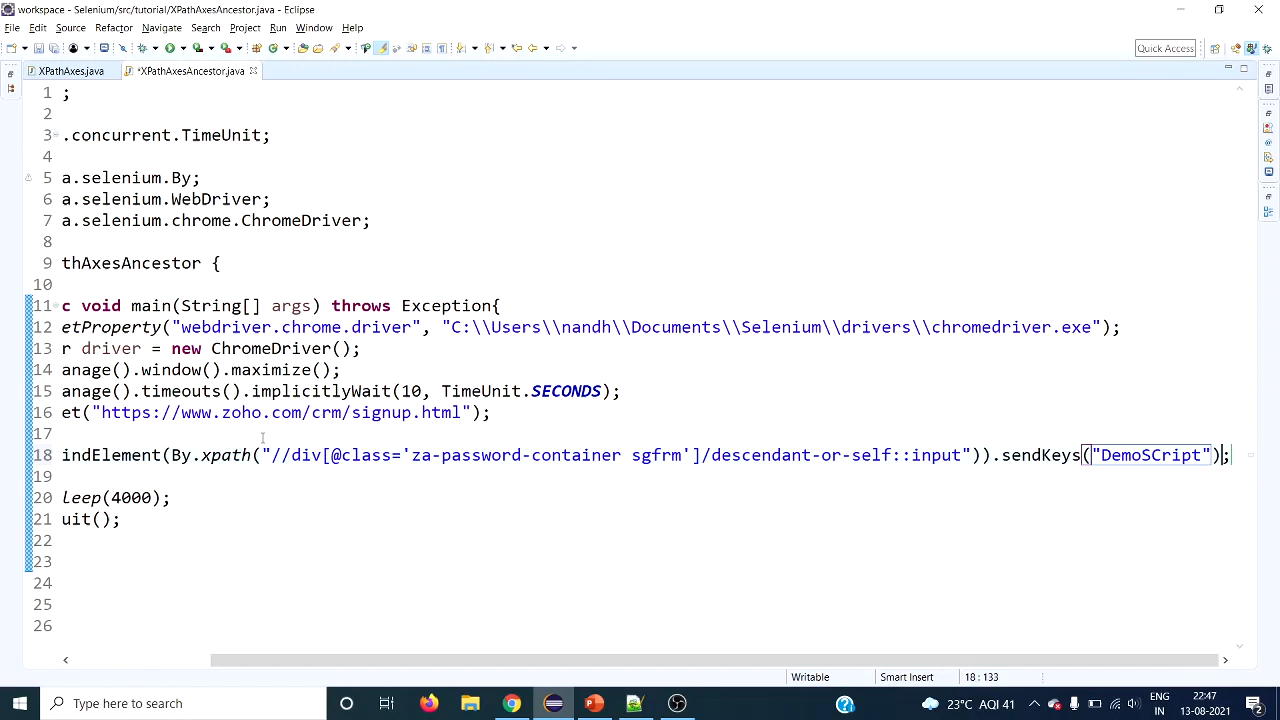 workspace - Selenium/src/tutorial/XPathAxesAncestor.java - Eclipse
File Edit Source Refactor Navigate Search Project Run Window Help
Quick Access
XPathAxes.java *XPathAxesAncestor.java
1 ;
2
3 .concurrent.TimeUnit;
4
5 a.selenium.By;
6 a.selenium.WebDriver;
7 a.selenium.chrome.ChromeDriver;
8
9 thAxesAncestor {
10
11 c void main(String[] args) throws Exception{
12 etProperty("webdriver.chrome.driver", "C:\\Users\\nandh\\Documents\\Selenium\\drivers\\chromedriver.exe");
13 r driver = new ChromeDriver();
14 anage().window().maximize();
15 anage().timeouts().implicitlyWait(10, TimeUnit.SECONDS);
16 et("https://www.zoho.com/crm/signup.html");
17
18 indElement(By.xpath("//div[@class='za-password-container sgfrm']/descendant-or-self::input")).sendKeys("DemoSCript");
19
20 leep(4000);
21 uit();
22
23
24
25
26
Writable Smart Insert 18 : 133
Type here to search
23°C AQI 41
ENG
IN
22:47
13-08-2021
2